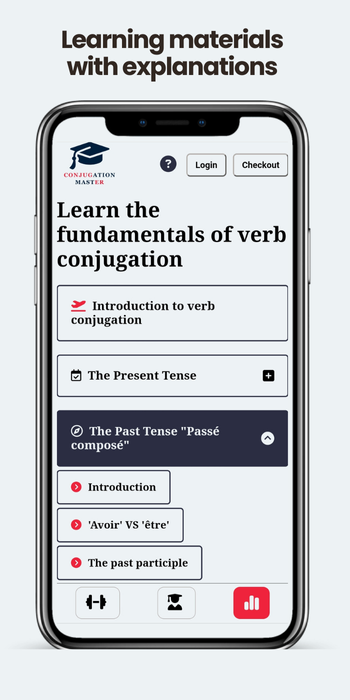 Learning materials
with explanations
CONJUGATION
MASTER
?
Login
Checkout
Learn the
fundamentals of verb
conjugation
Introduction to verb
conjugation
The Present Tense
The Past Tense "Passé
composé"
Introduction
'Avoir' VS 'être'
The past participle